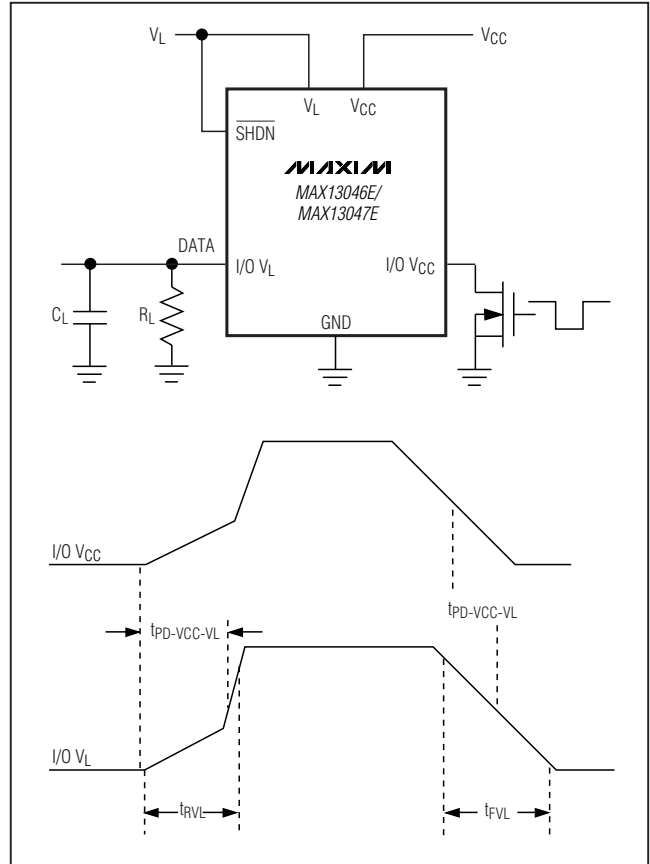 VL
VCC
VL VCC
SHDN
MAXIM
MAX13046E/
MAX13047E
DATA
I/O VL
I/O VCC
CL
RL
GND
I/O VCC
tPD-VCC-VL
tPD-VCC-VL
I/O VL
tRVL
tFVL